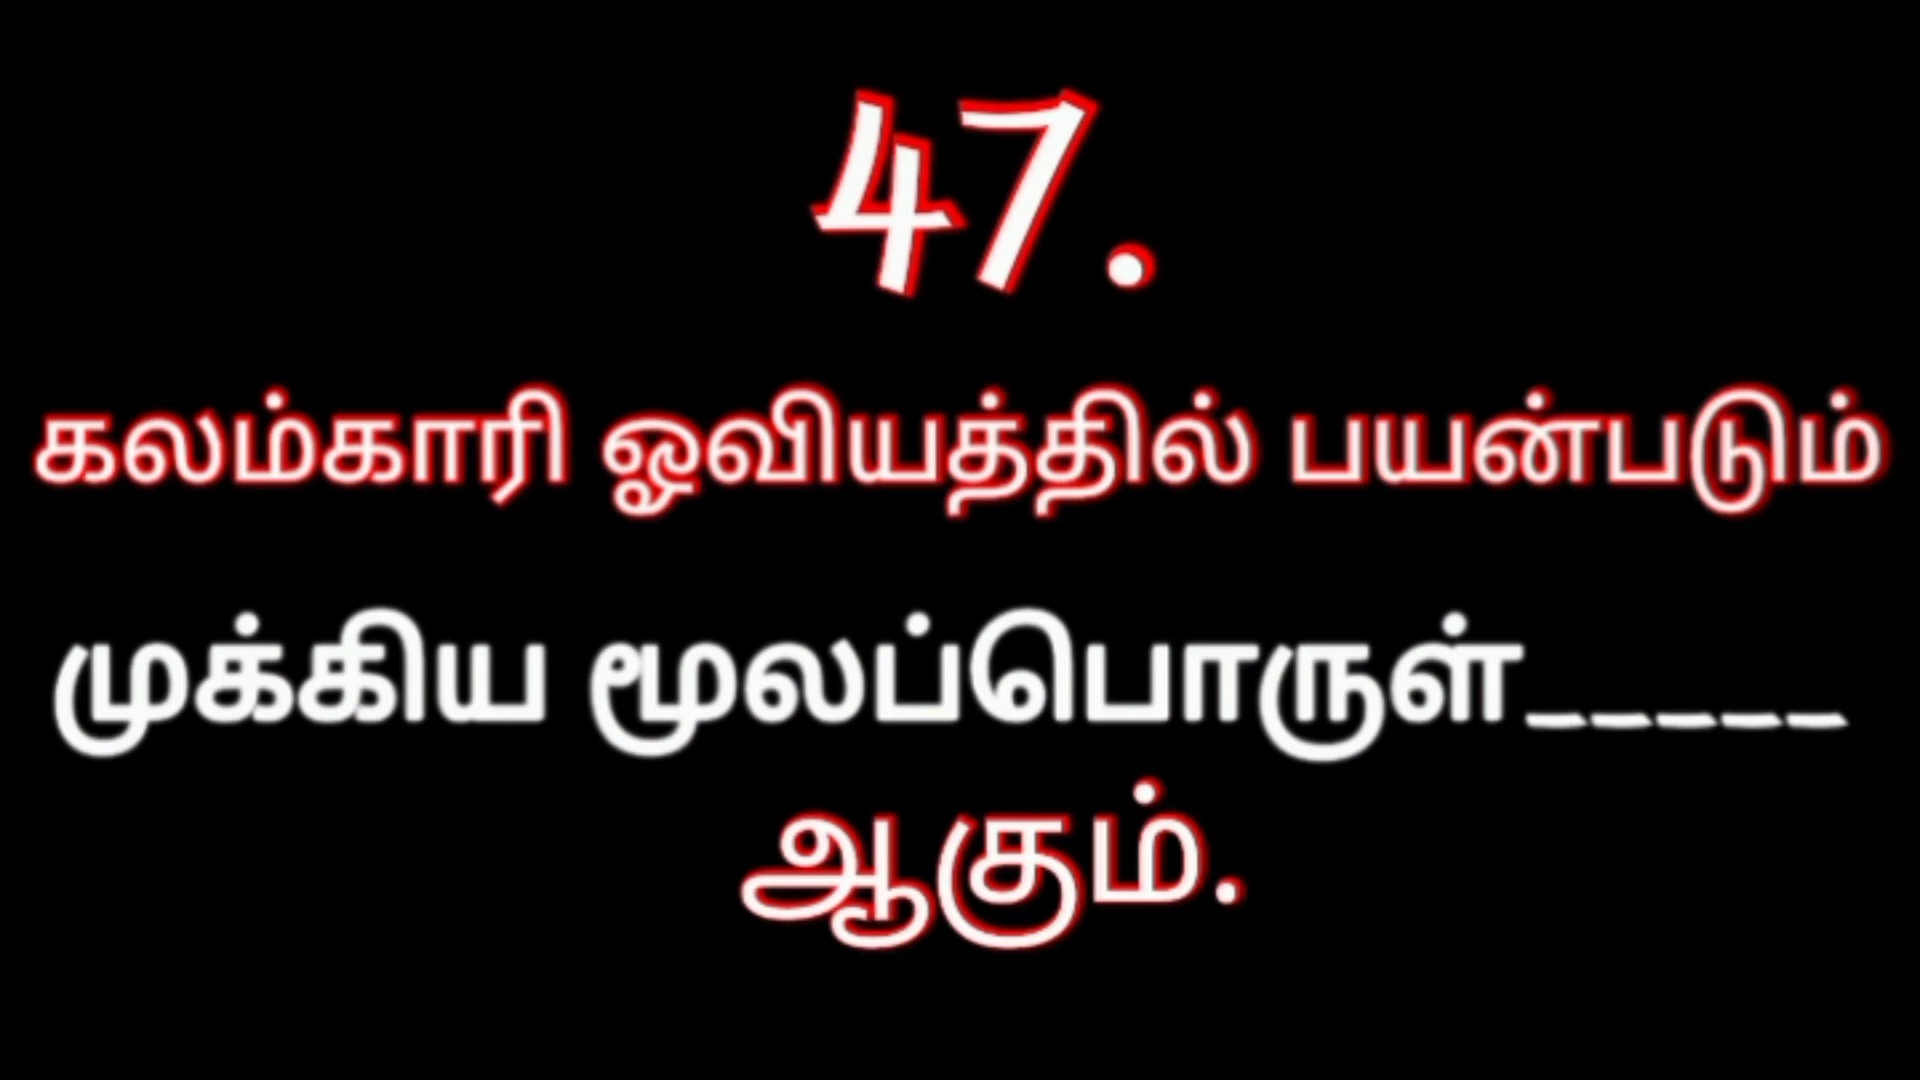 47.
கலம்காரி ஓவியத்தில் பயன்படும்
முக்கிய மூலப்பொருள்_____
ஆகும்.